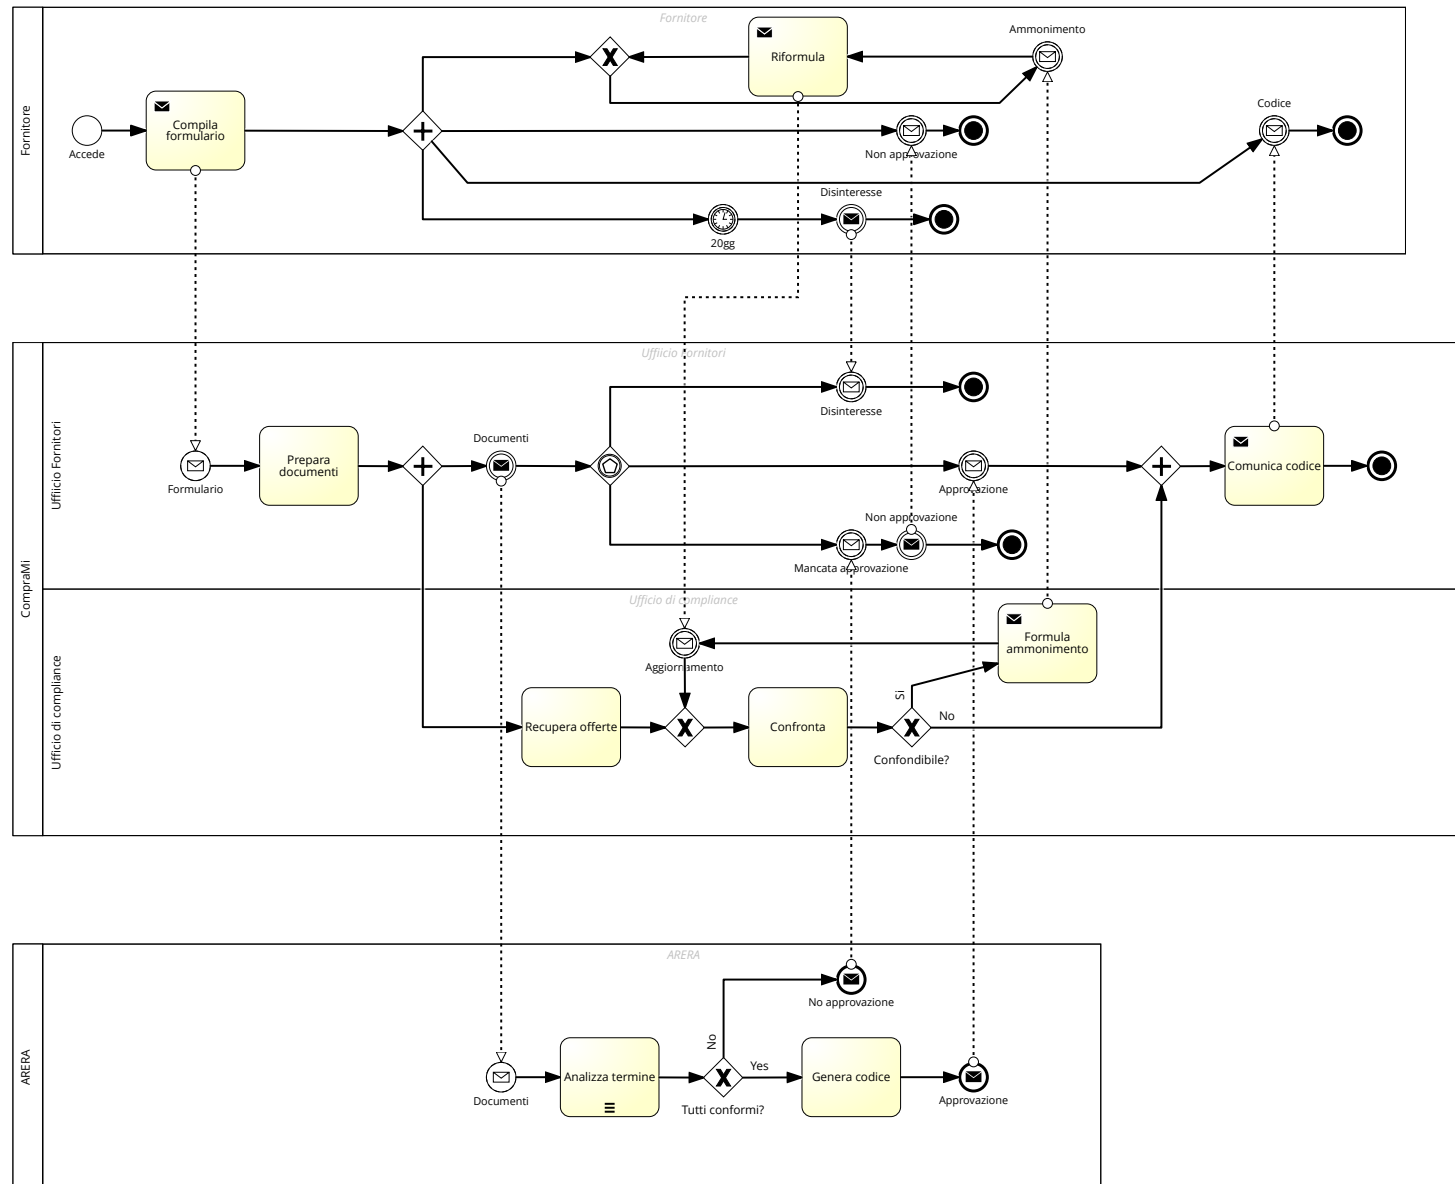 Fornitore
Fornitore
Ammonimento
Riformula
Compila
formulario
Codice
Accede
Non approvazione
Disinteresse
20gg
CompraMi
Uffiicio Fornitori
Uffiicio Fornitori
Disinteresse
Documenti
Prepara
documenti
Formulario
Approvazione
Comunica codice
Non approvazione
Mancata approvazione
Ufficio di compliance
Ufficio di compliance
Formula
ammonimento
Aggiornamento
Si
No
Recupera offerte
Confronta
Confondibile?
ARERA
ARERA
No approvazione
No
Yes
Analizza termine
Genera codice
Documenti
Tutti conformi?
Approvazione